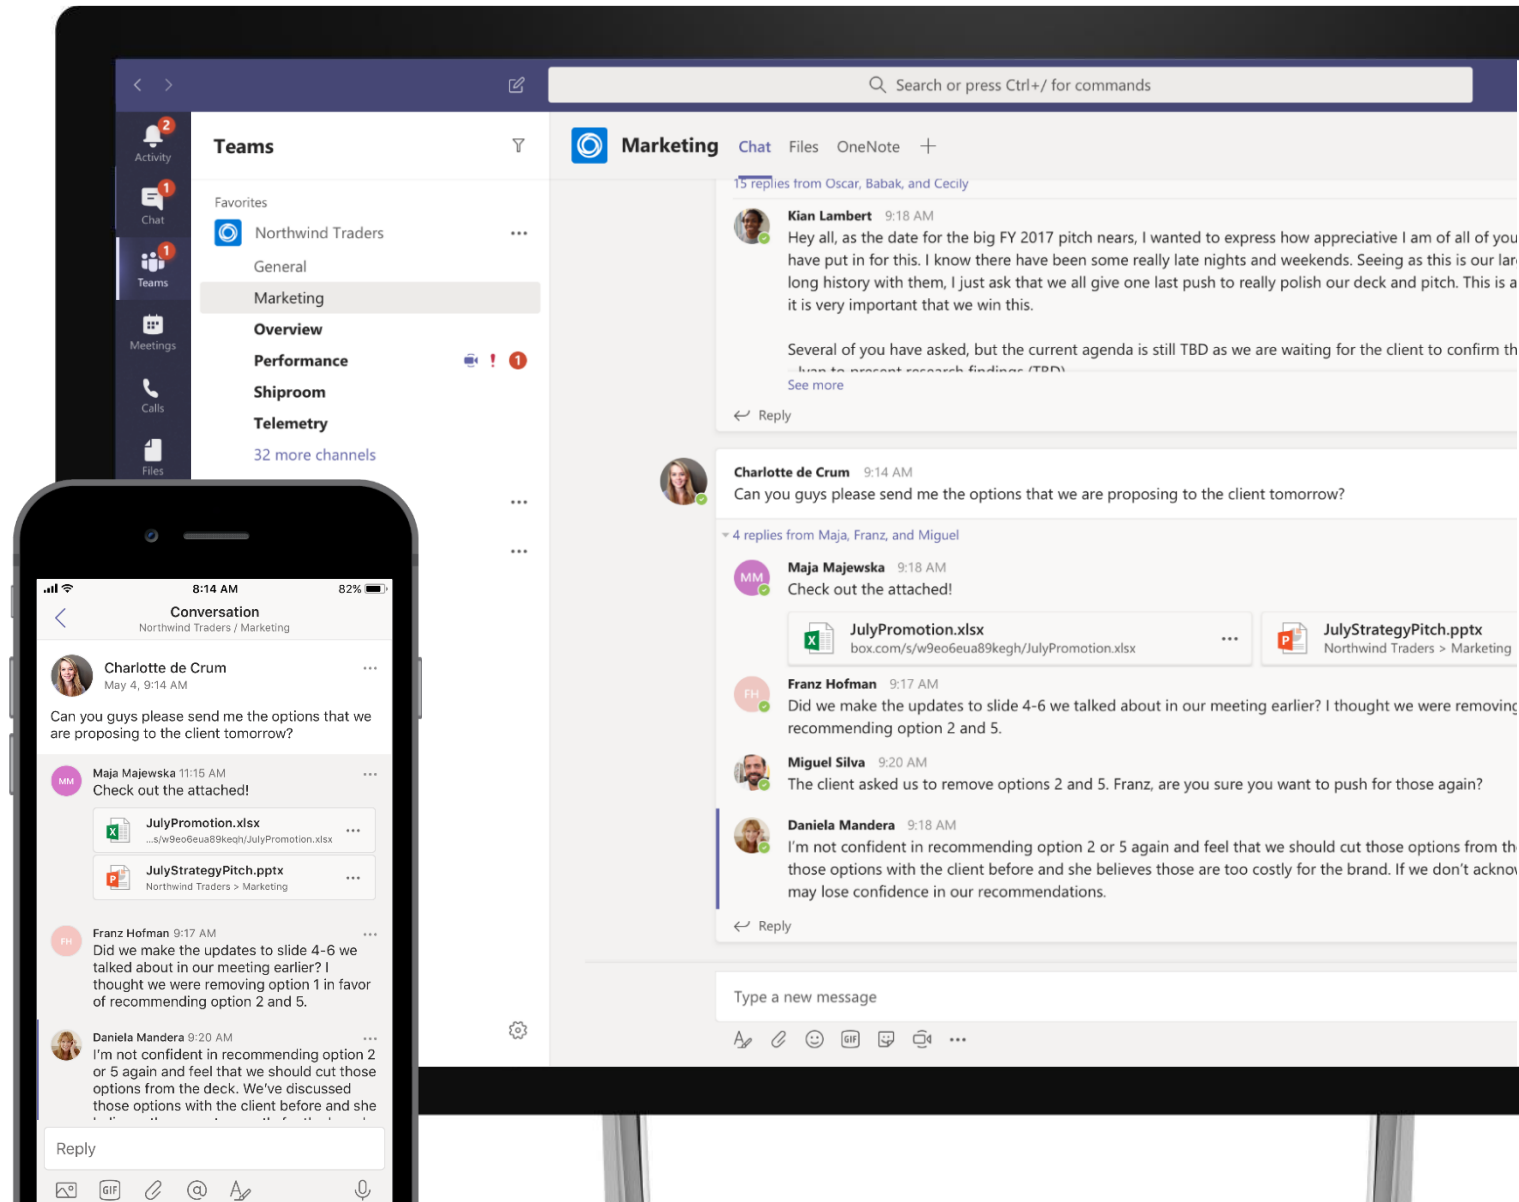 Search or press Ctrl+/ for commands
2
Activity
1
Chat
1
Teams
Meetings
Calls
Files
Teams
Favorites
Northwind Traders
General
Marketing
Overview
Performance
! 1
Shiproom
Telemetry
32 more channels
Marketing Chat Files OneNote
15 replies from Oscar, Babak, and Cecily
Kian Lambert 9:18 AM
Hey all, as the date for the big FY 2017 pitch nears, I wanted to express how appreciative I am of all of you
have put in for this. I know there have been some really late nights and weekends. Seeing as this is our
long history with them, I just ask that we all give one last push to really polish our deck and pitch. This is
it is very important that we win this.
Several of you have asked, but the current agenda is still TBD as we are waiting for the client to confirm
to present research findings (TBD)
See more
Reply
Charlotte de Crum 9:14 AM
Can you guys please send me the options that we are proposing to the client tomorrow?
4 replies from Maja, Franz, and Miguel
MM
Maja Majewska 9:18 AM
Check out the attached!
JulyPromotion.xlsx
box.com/s/w9eo6eua89kegh/JulyPromotion.xlsx
JulyStrategyPitch.pptx
Northwind Traders > Marketing
FH
Franz Hofman 9:17 AM
Did we make the updates to slide 4-6 we talked about in our meeting earlier? I thought we were removing
recommending option 2 and 5.
Miguel Silva 9:20 AM
The client asked us to remove options 2 and 5. Franz, are you sure you want to push for those again?
Daniela Mandera 9:18 AM
I'm not confident in recommending option 2 or 5 again and feel that we should cut those options from
those options with the client before and she believes those are too costly for the brand. If we don't
may lose confidence in our recommendations.
Reply
Type a new message
GIF
8:14 AM
82%
Conversation
Northwind Traders / Marketing
Charlotte de Crum
May 4, 9:14 AM
Can you guys please send me the options that we
are proposing to the client tomorrow?
MM
Maja Majewska 11:15 AM
Check out the attached!
JulyPromotion.xlsx
...s/w9eo6eua89kegh/JulyPromotion.xlsx
JulyStrategyPitch.pptx
Northwind Traders > Marketing
FH
Franz Hofman 9:17 AM
Did we make the updates to slide 4-6 we
talked about in our meeting earlier? I
thought we were removing option 1 in favor
of recommending option 2 and 5.
Daniela Mandera 9:20 AM
I'm not confident in recommending option 2
or 5 again and feel that we should cut those
options from the deck. We've discussed
those options with the client before and she
Reply
GIF